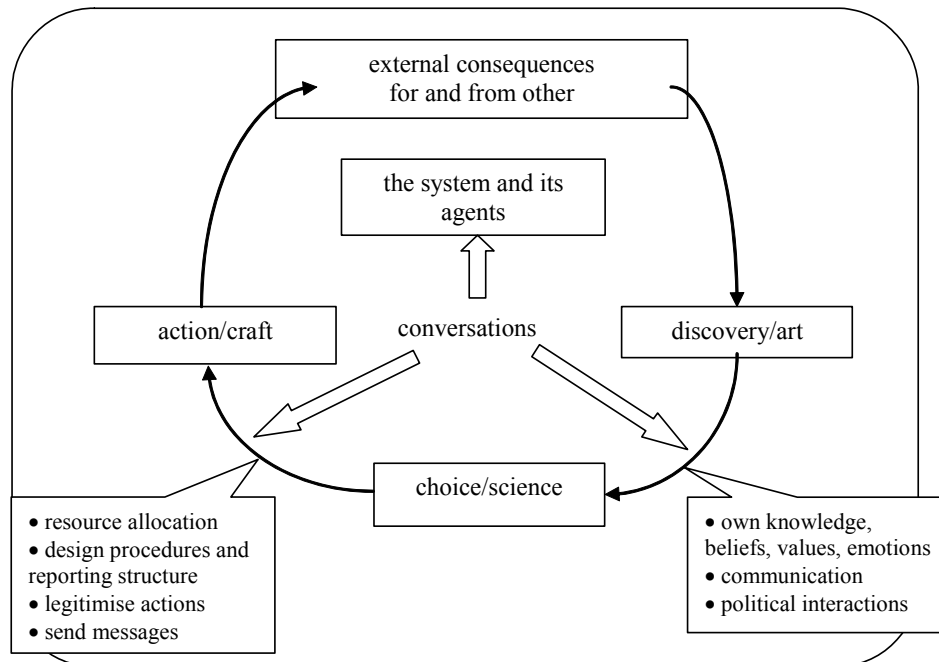 external consequences
for and from other
the system and its
agents
action/craft
conversations
discovery/art
choice/science
• resource allocation
• design procedures and
reporting structure
• legitimise actions
• send messages
• own knowledge,
beliefs, values, emotions
• communication
• political interactions